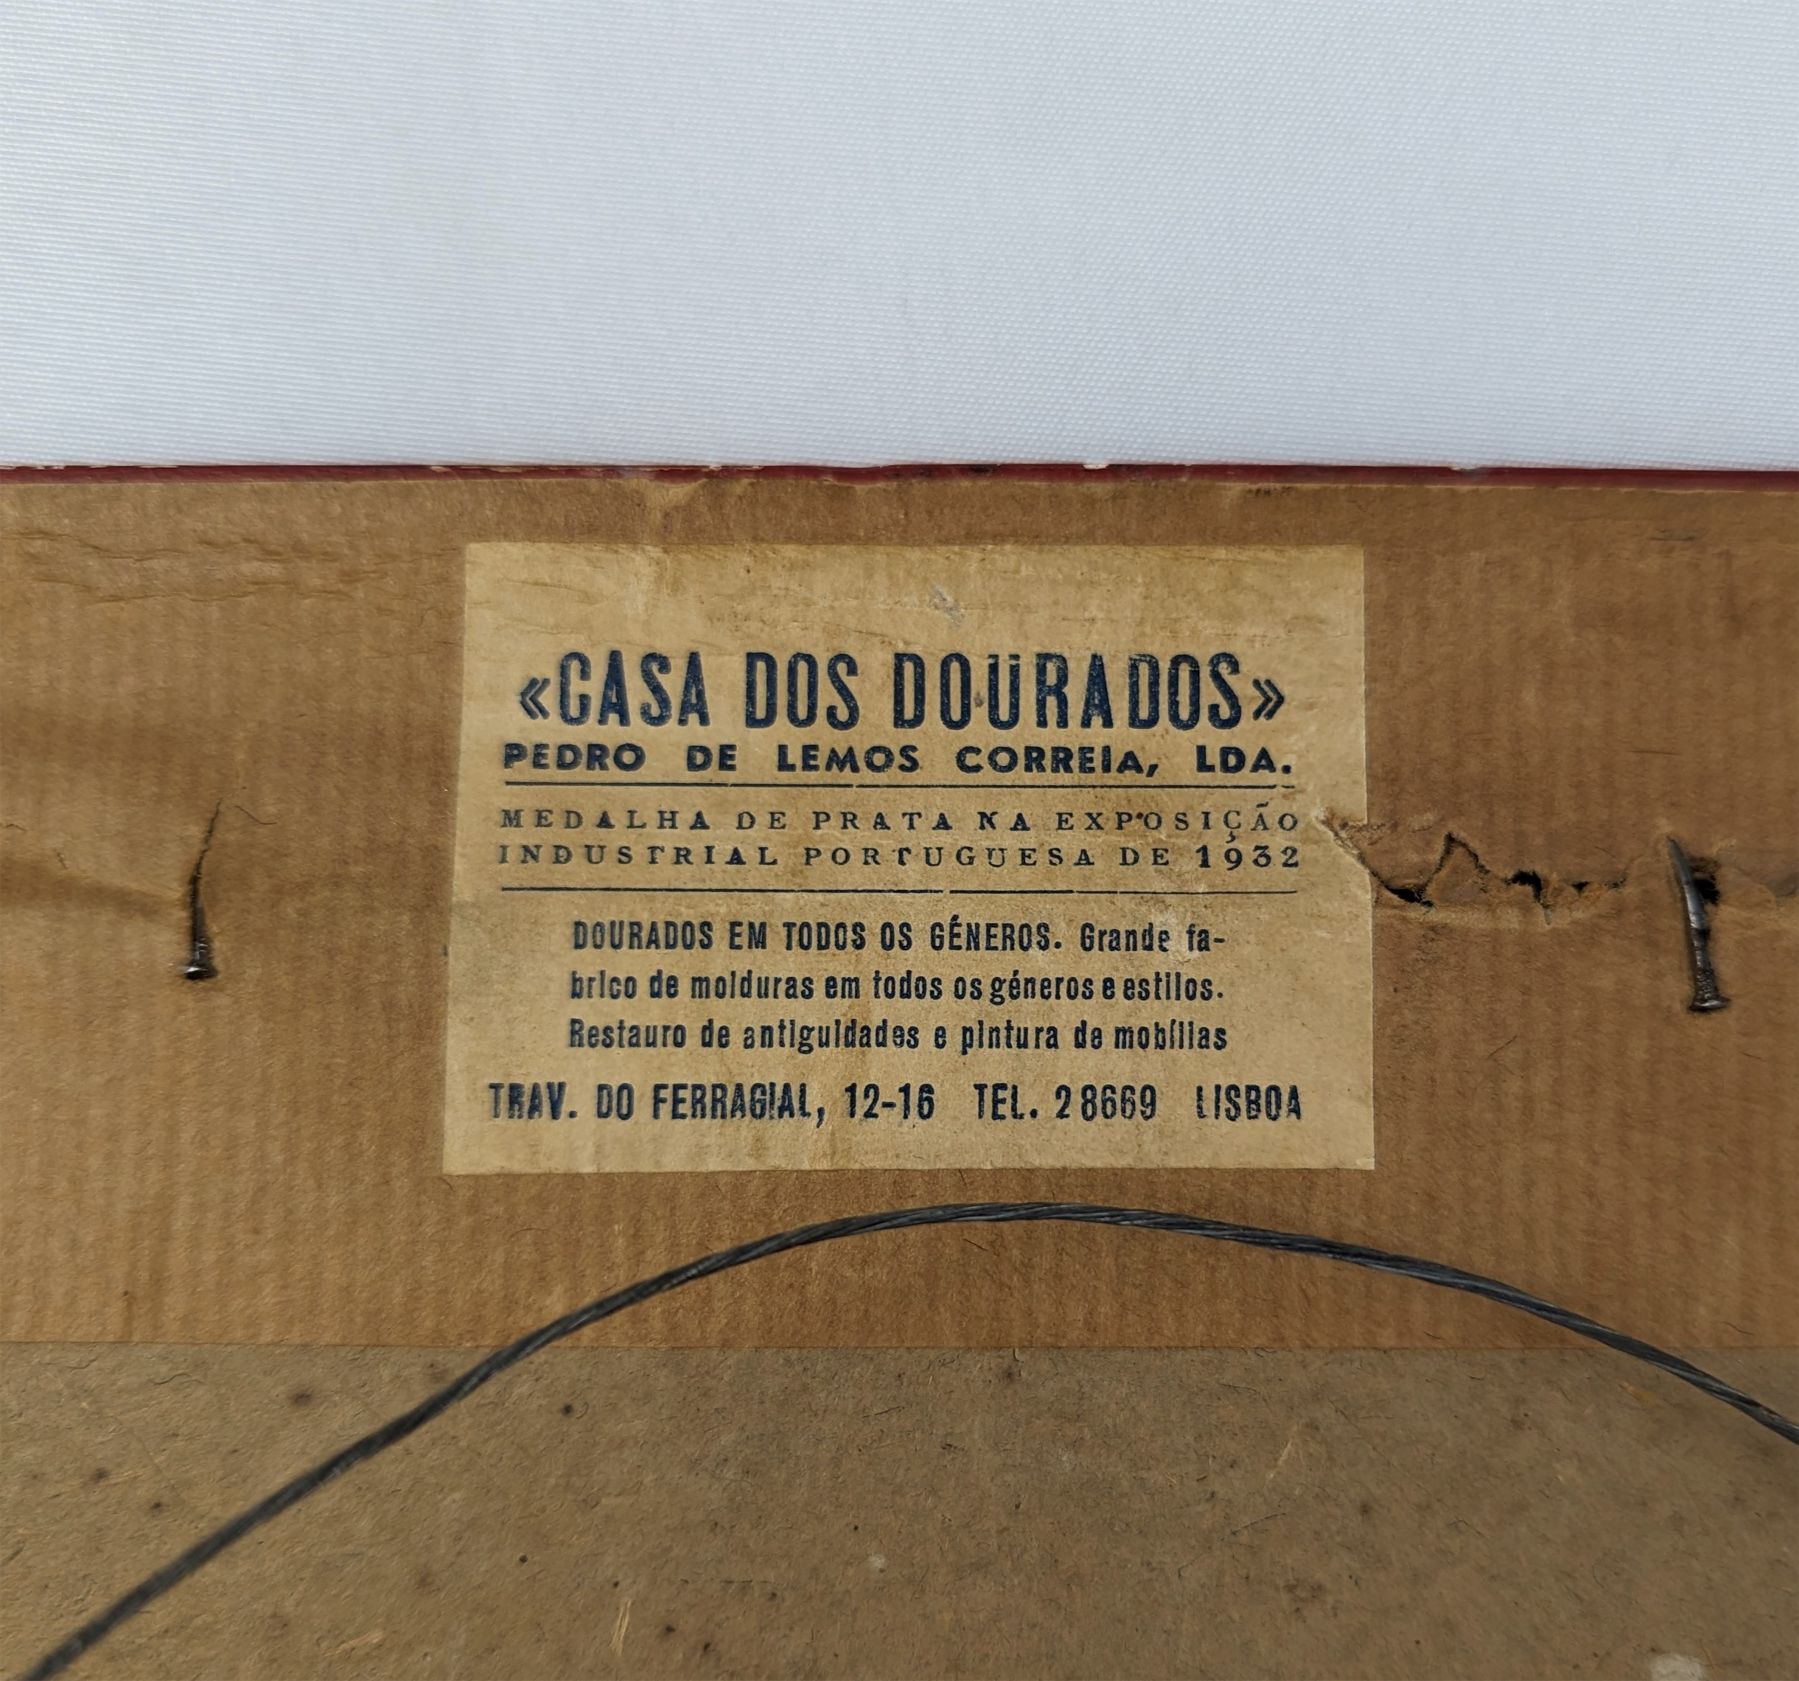 «CASA DOS DOURADOS»
PEDRO DE LEMOS CORREIA, LDA.
MEDALHA DE PRATA NA EXPOSIÇÃO
INDUSTRIAL PORTUGUESA DE 1932
DOURADOS EM TODOS OS GÉNEROS. Grande fa-
brico de molduras em todos os géneros e estilos.
Restauro de antiguidades e pintura de mobílias
TRAV. DO FERRAGIAL, 12-16 TEL. 28669 LISBOA